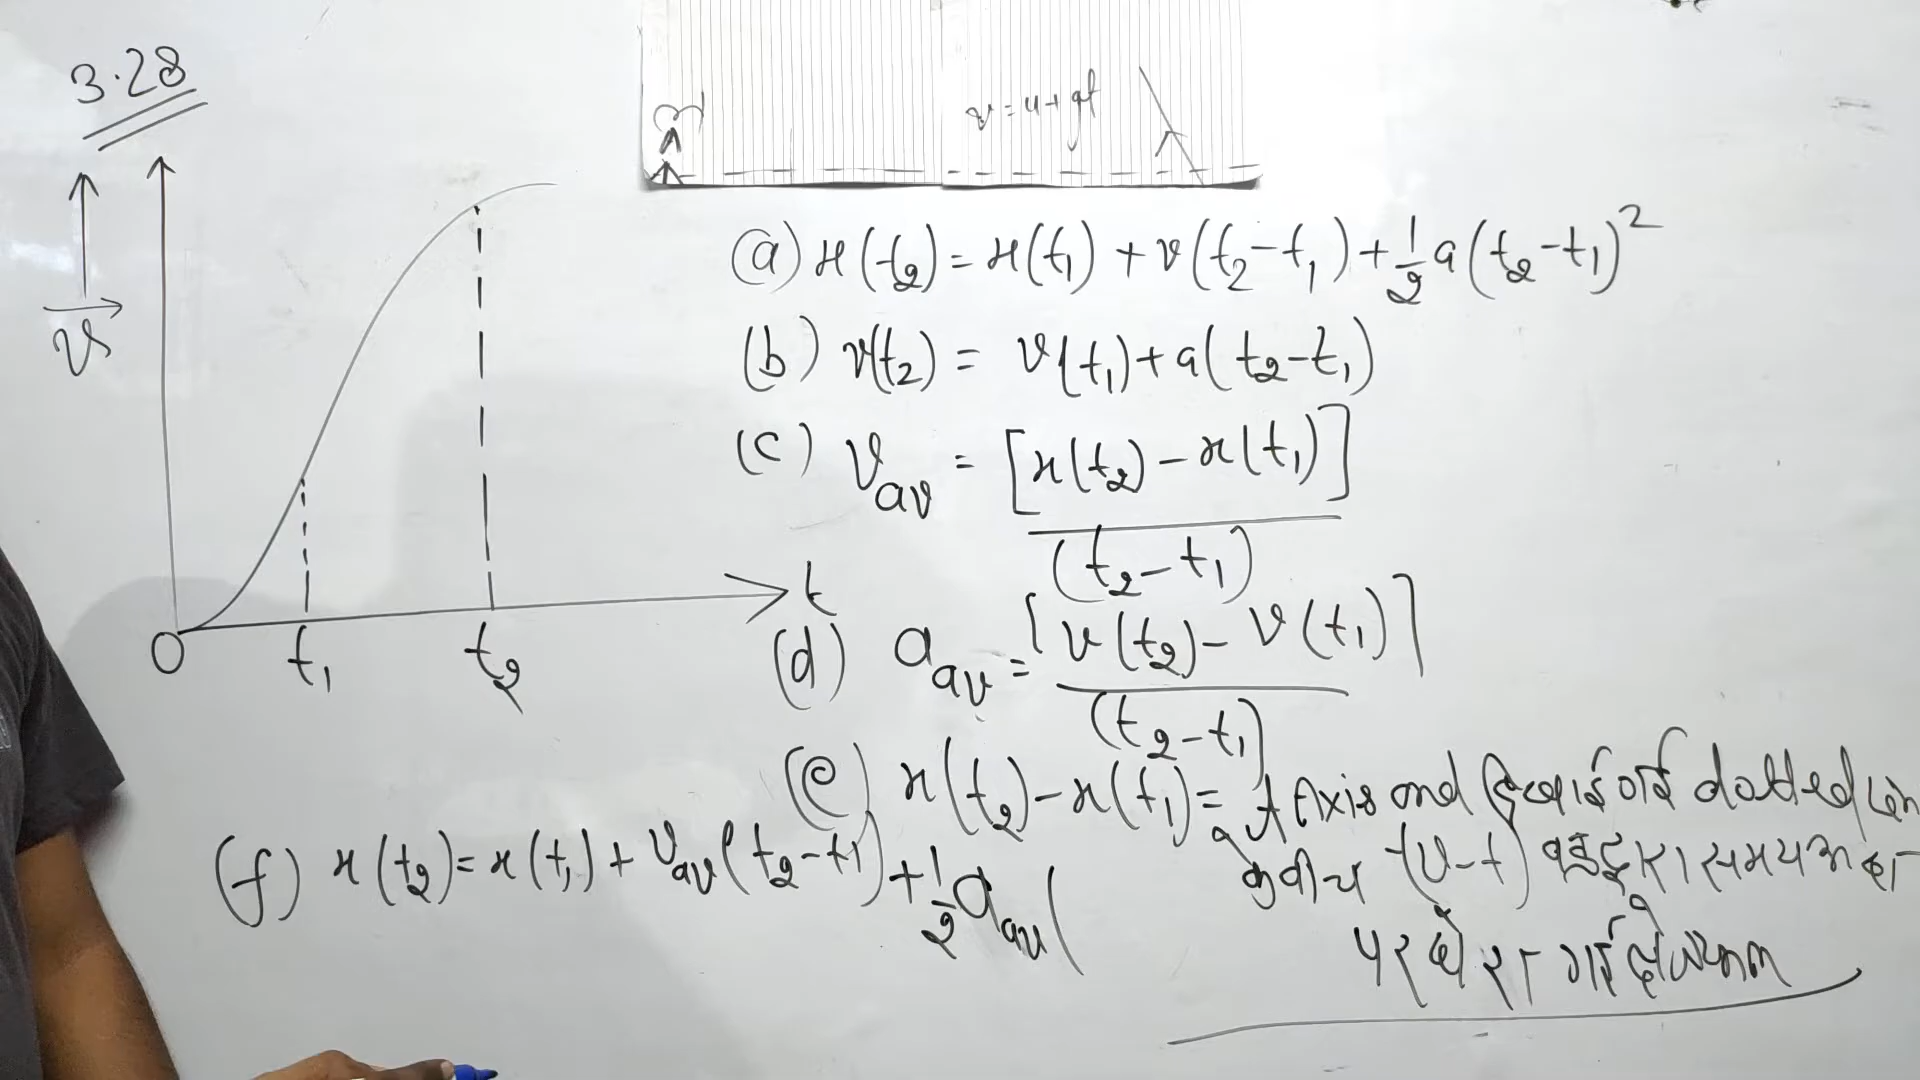 3.28
v = u + gt
v
(a) x(t₂) = x(t₁) + v(t₂ - t₁) + 1/2 a(t₂ - t₁)²
(b) v(t₂) = v(t₁) + a(t₂ - t₁)
(c) v_av = [x(t₂) - x(t₁)] / (t₂ - t₁)
t
O t₁ t₂
(d) a_av = [v(t₂) - v(t₁)] / (t₂ - t₁)
(e) x(t₂) - x(t₁) = t Axis and dotted
(v-t)
(f) x(t₂) = x(t₁) + v_av(t₂ - t₁) + 1/2 a_av(